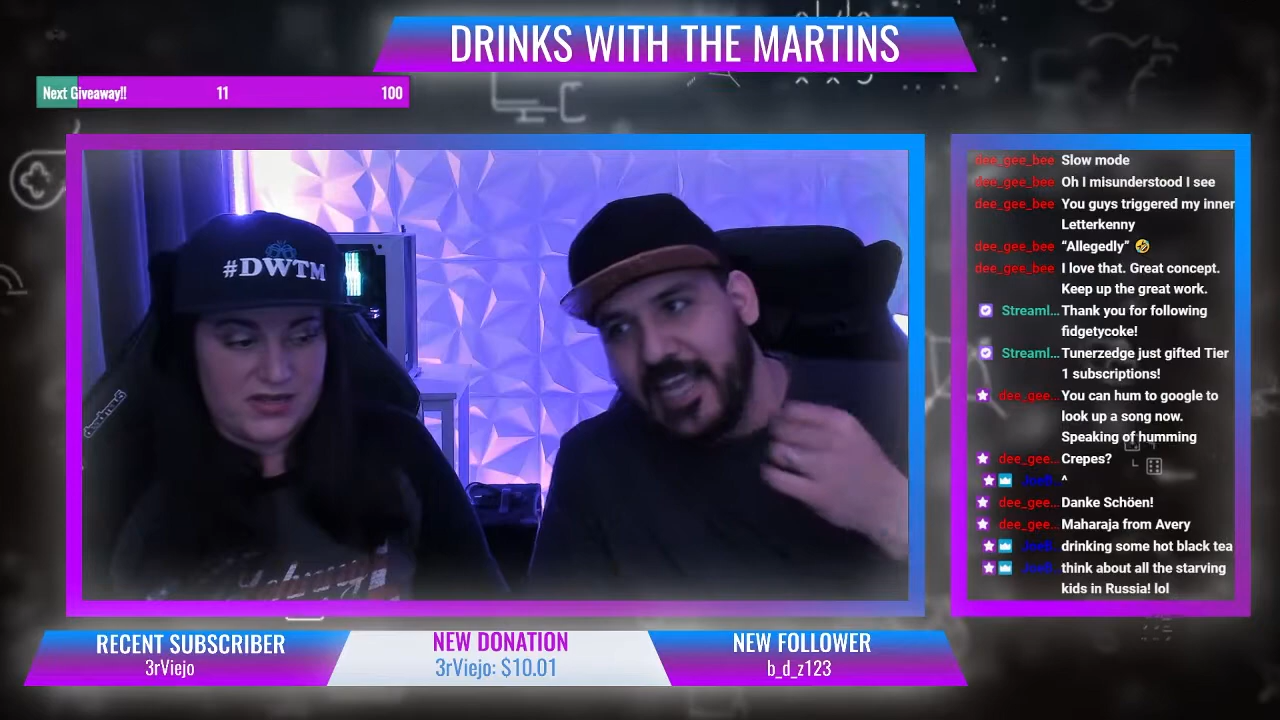 DRINKS WITH THE MARTINS
Next Giveaway!! 11 100
#DWTM
dee_gee_bee Slow mode
dee_gee_bee Oh I misunderstood I see
dee_gee_bee You guys triggered my inner
Letterkenny
dee_gee_bee “Allegedly” 🤣
dee_gee_bee I love that. Great concept.
Keep up the great work.
Streaml... Thank you for following
fidgetycoke!
Streaml... Tunerzedge just gifted Tier
1 subscriptions!
dee_gee... You can hum to google to
look up a song now.
Speaking of humming
dee_gee... Crepes?
JoeB... ^
dee_gee... Danke Schöen!
dee_gee... Maharaja from Avery
JoeB... drinking some hot black tea
JoeB... think about all the starving
kids in Russia! lol
RECENT SUBSCRIBER
3rViejo
NEW DONATION
3rViejo: $10.01
NEW FOLLOWER
b_d_z123